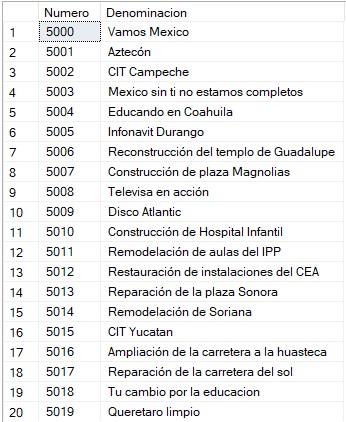 Numero Denominacion
1 5000 Vamos Mexico
2 5001 Aztecón
3 5002 CIT Campeche
4 5003 Mexico sin ti no estamos completos
5 5004 Educando en Coahuila
6 5005 Infonavit Durango
7 5006 Reconstrucción del templo de Guadalupe
8 5007 Construcción de plaza Magnolias
9 5008 Televisa en acción
10 5009 Disco Atlantic
11 5010 Construcción de Hospital Infantil
12 5011 Remodelación de aulas del IPP
13 5012 Restauración de instalaciones del CEA
14 5013 Reparación de la plaza Sonora
15 5014 Remodelación de Soriana
16 5015 CIT Yucatan
17 5016 Ampliación de la carretera a la huasteca
18 5017 Reparación de la carretera del sol
19 5018 Tu cambio por la educacion
20 5019 Queretaro limpio